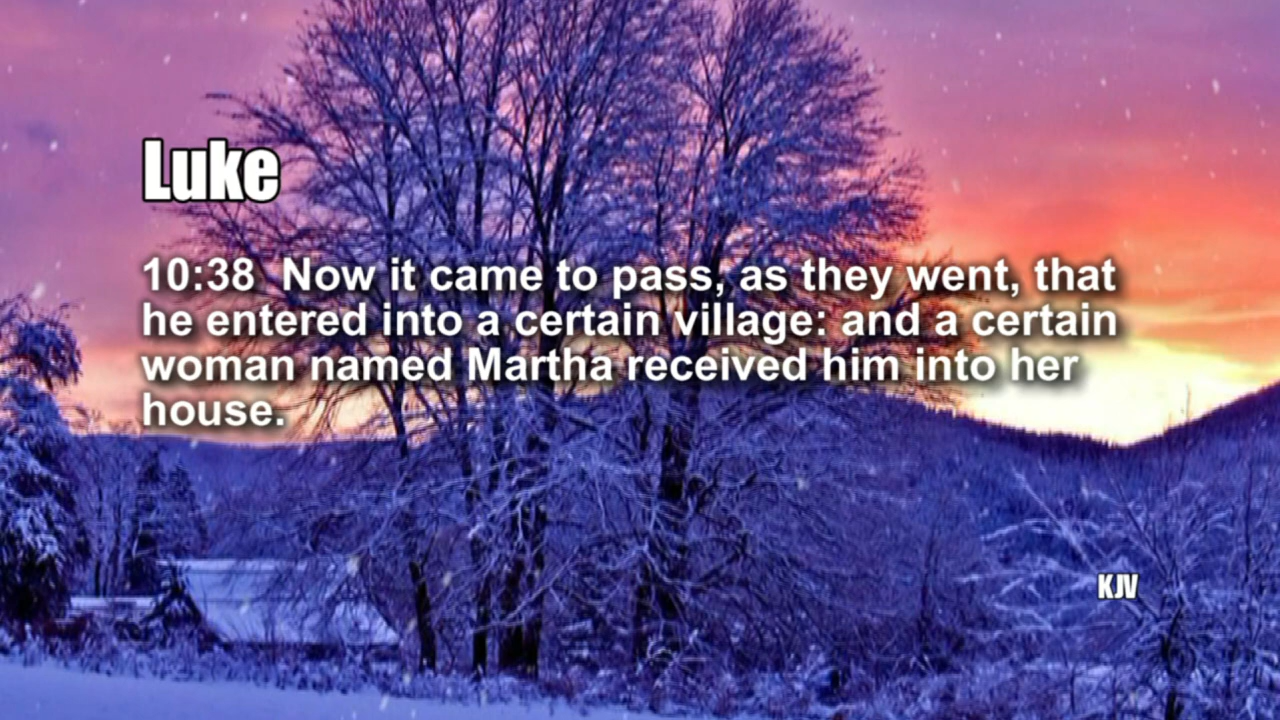 Luke
10:38  Now it came to pass, as they went, that
he entered into a certain village: and a certain
woman named Martha received him into her
house.
KJV